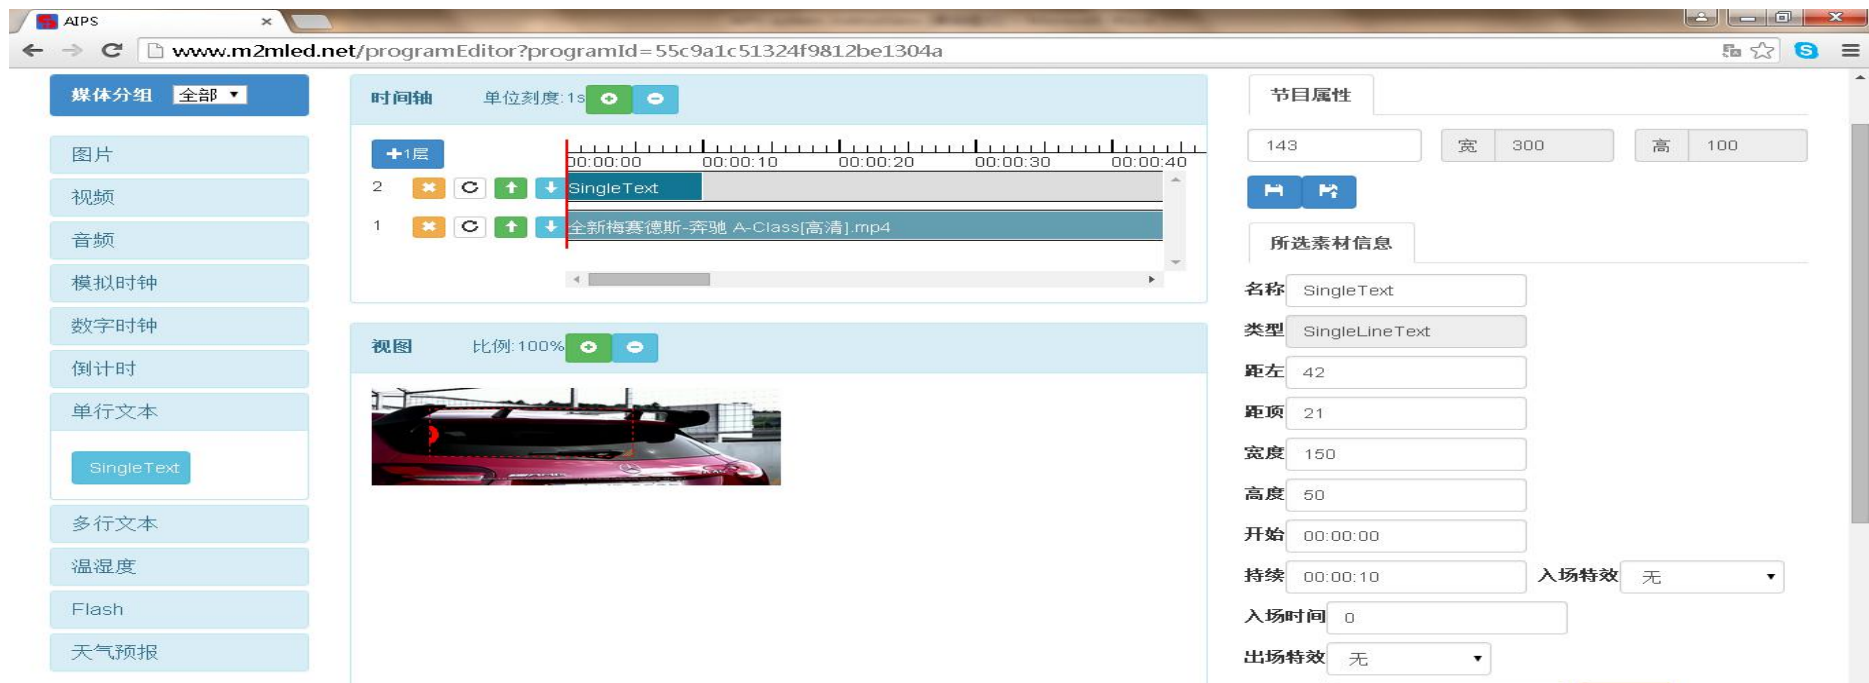 AIPS
www.m2mled.net/programEditor?programId=55c9a1c51324f9812be1304a
媒体分组 全部
图片
视频
音频
模拟时钟
数字时钟
倒计时
单行文本
SingleText
多行文本
温湿度
Flash
天气预报
时间轴 单位刻度:1s
+1层
00:00:00 00:00:10 00:00:20 00:00:30 00:00:40
2 SingleText
1 全新梅赛德斯-奔驰 A-Class[高清].mp4
视图 比例:100%
节目属性
143 宽 300 高 100
所选素材信息
名称 SingleText
类型 SingleLineText
距左 42
距顶 21
宽度 150
高度 50
开始 00:00:00
持续 00:00:10 入场特效 无
入场时间 0
出场特效 无